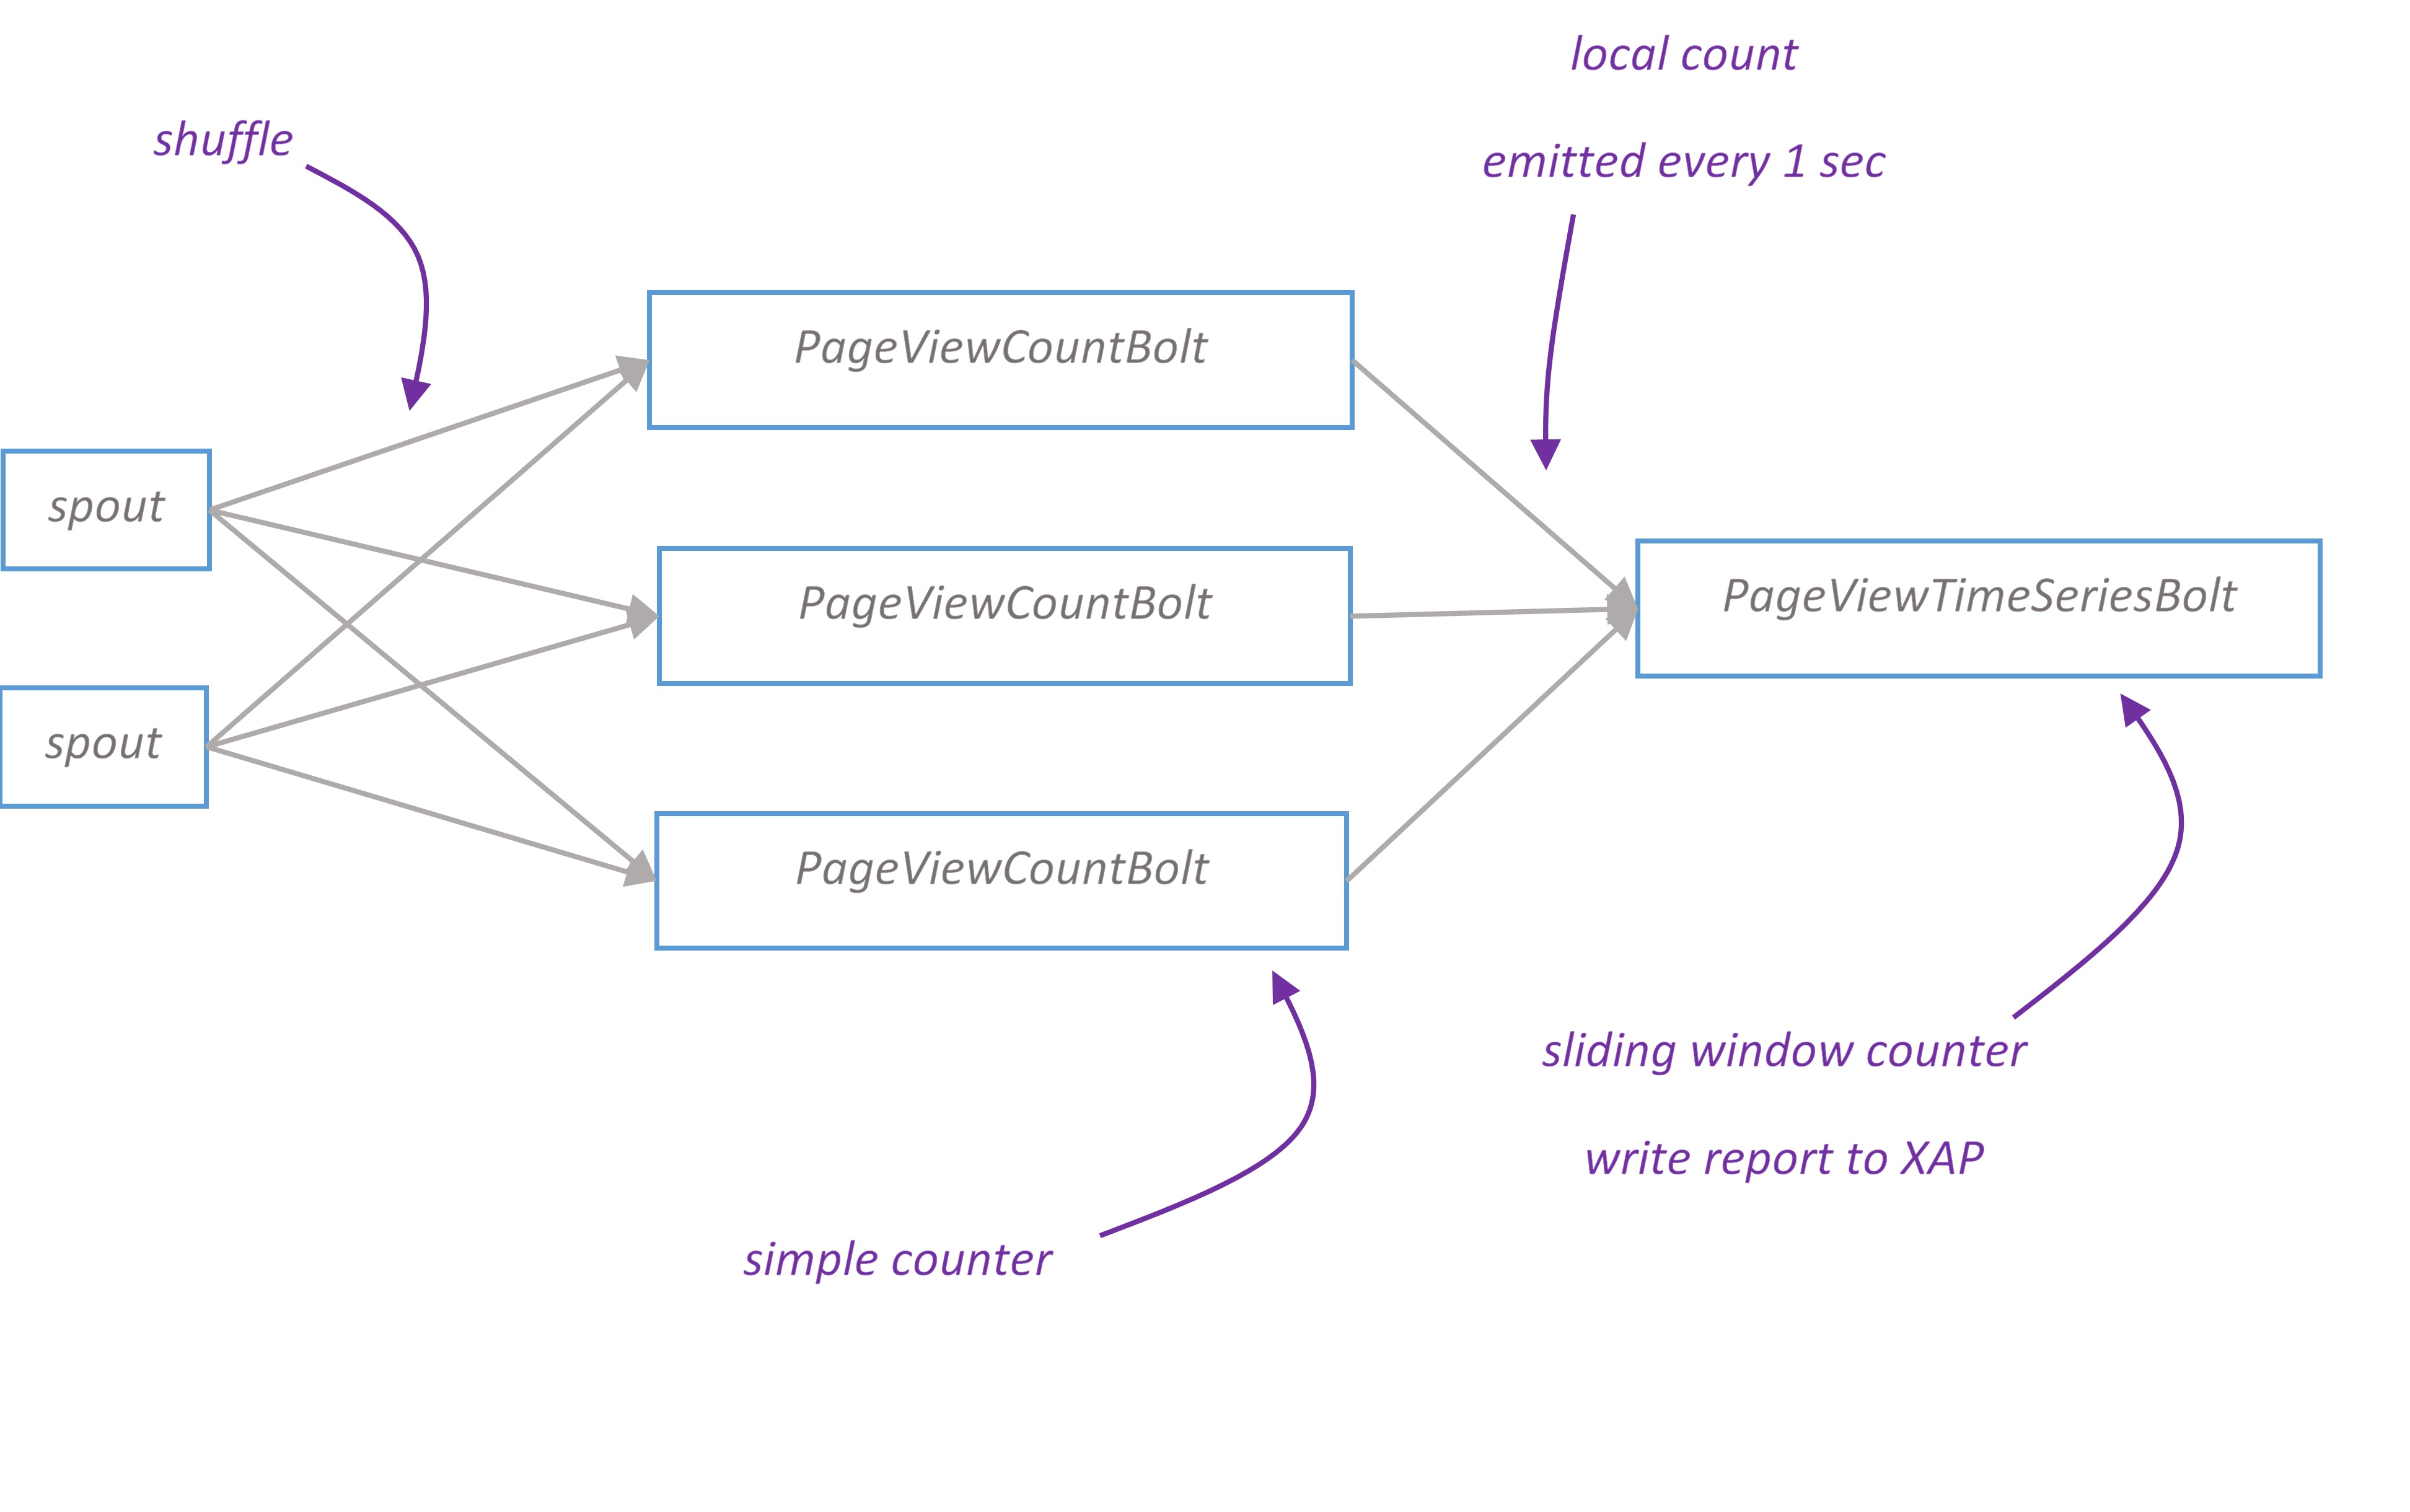 local count
shuffle
emitted every 1 sec
PageViewCountBolt
spout
PageViewCountBolt
PageViewTimeSeriesBolt
spout
PageViewCountBolt
sliding window counter
write report to XAP
simple counter